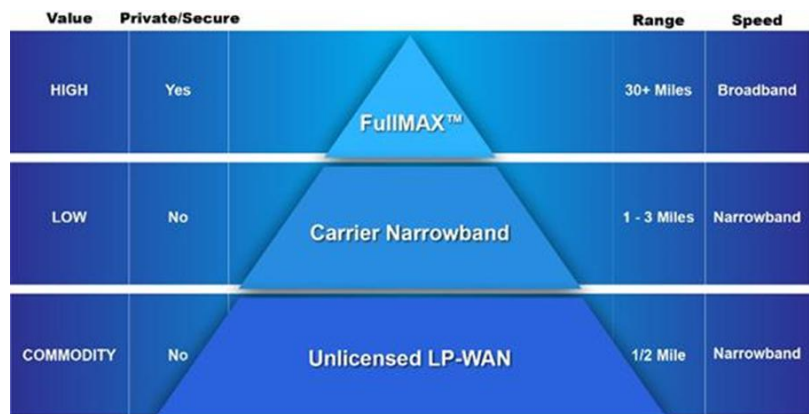 Value Private/Secure Range Speed
HIGH Yes FullMAX™ 30+ Miles Broadband
LOW No Carrier Narrowband 1 - 3 Miles Narrowband
COMMODITY No Unlicensed LP-WAN 1/2 Mile Narrowband